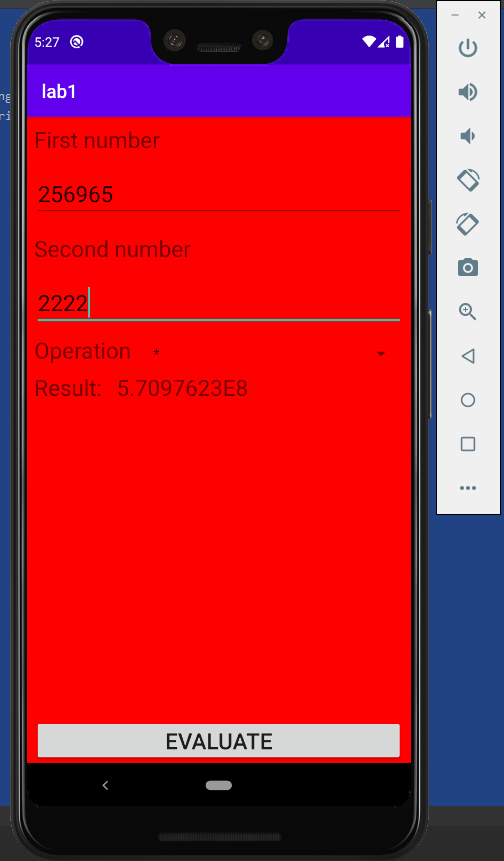 5:27
lab1
First number
256965
Second number
2222
Operation *
Result: 5.7097623E8
EVALUATE